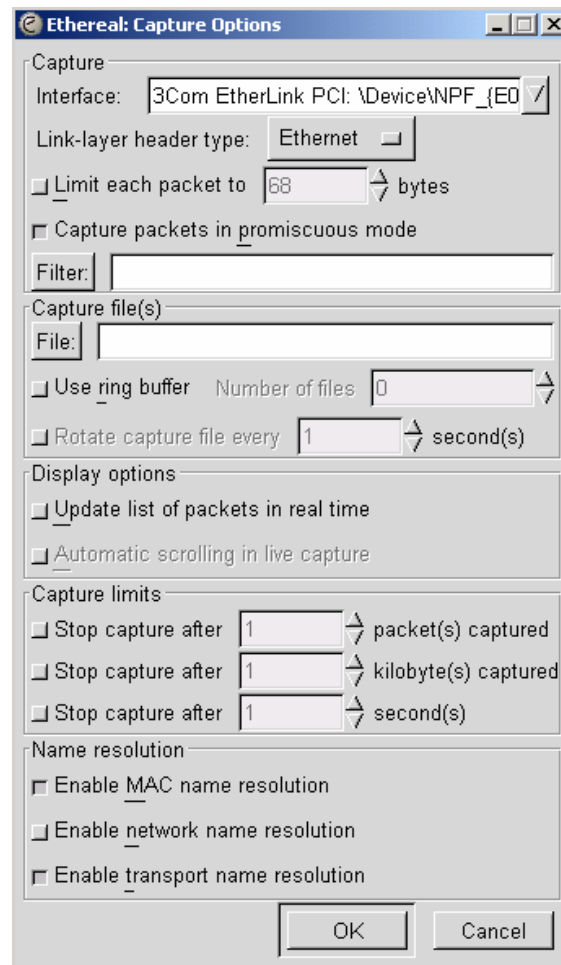 Ethereal: Capture Options
Capture
Interface: 3Com EtherLink PCI: \Device\NPF_{E0
Link-layer header type: Ethernet
Limit each packet to 68 bytes
Capture packets in promiscuous mode
Filter:
Capture file(s)
File:
Use ring buffer Number of files 0
Rotate capture file every 1 second(s)
Display options
Update list of packets in real time
Automatic scrolling in live capture
Capture limits
Stop capture after 1 packet(s) captured
Stop capture after 1 kilobyte(s) captured
Stop capture after 1 second(s)
Name resolution
Enable MAC name resolution
Enable network name resolution
Enable transport name resolution
OK Cancel